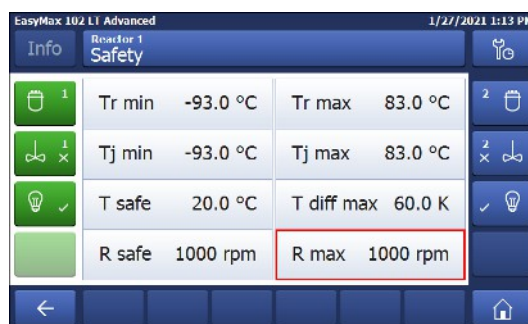 EasyMax 102 LT Advanced 1/27/2021 1:13 PM
Info
Reactor 1
Safety
1 Tr min -93.0 °C Tr max 83.0 °C 2
1 Tj min -93.0 °C Tj max 83.0 °C 2
T safe 20.0 °C T diff max 60.0 K
R safe 1000 rpm R max 1000 rpm